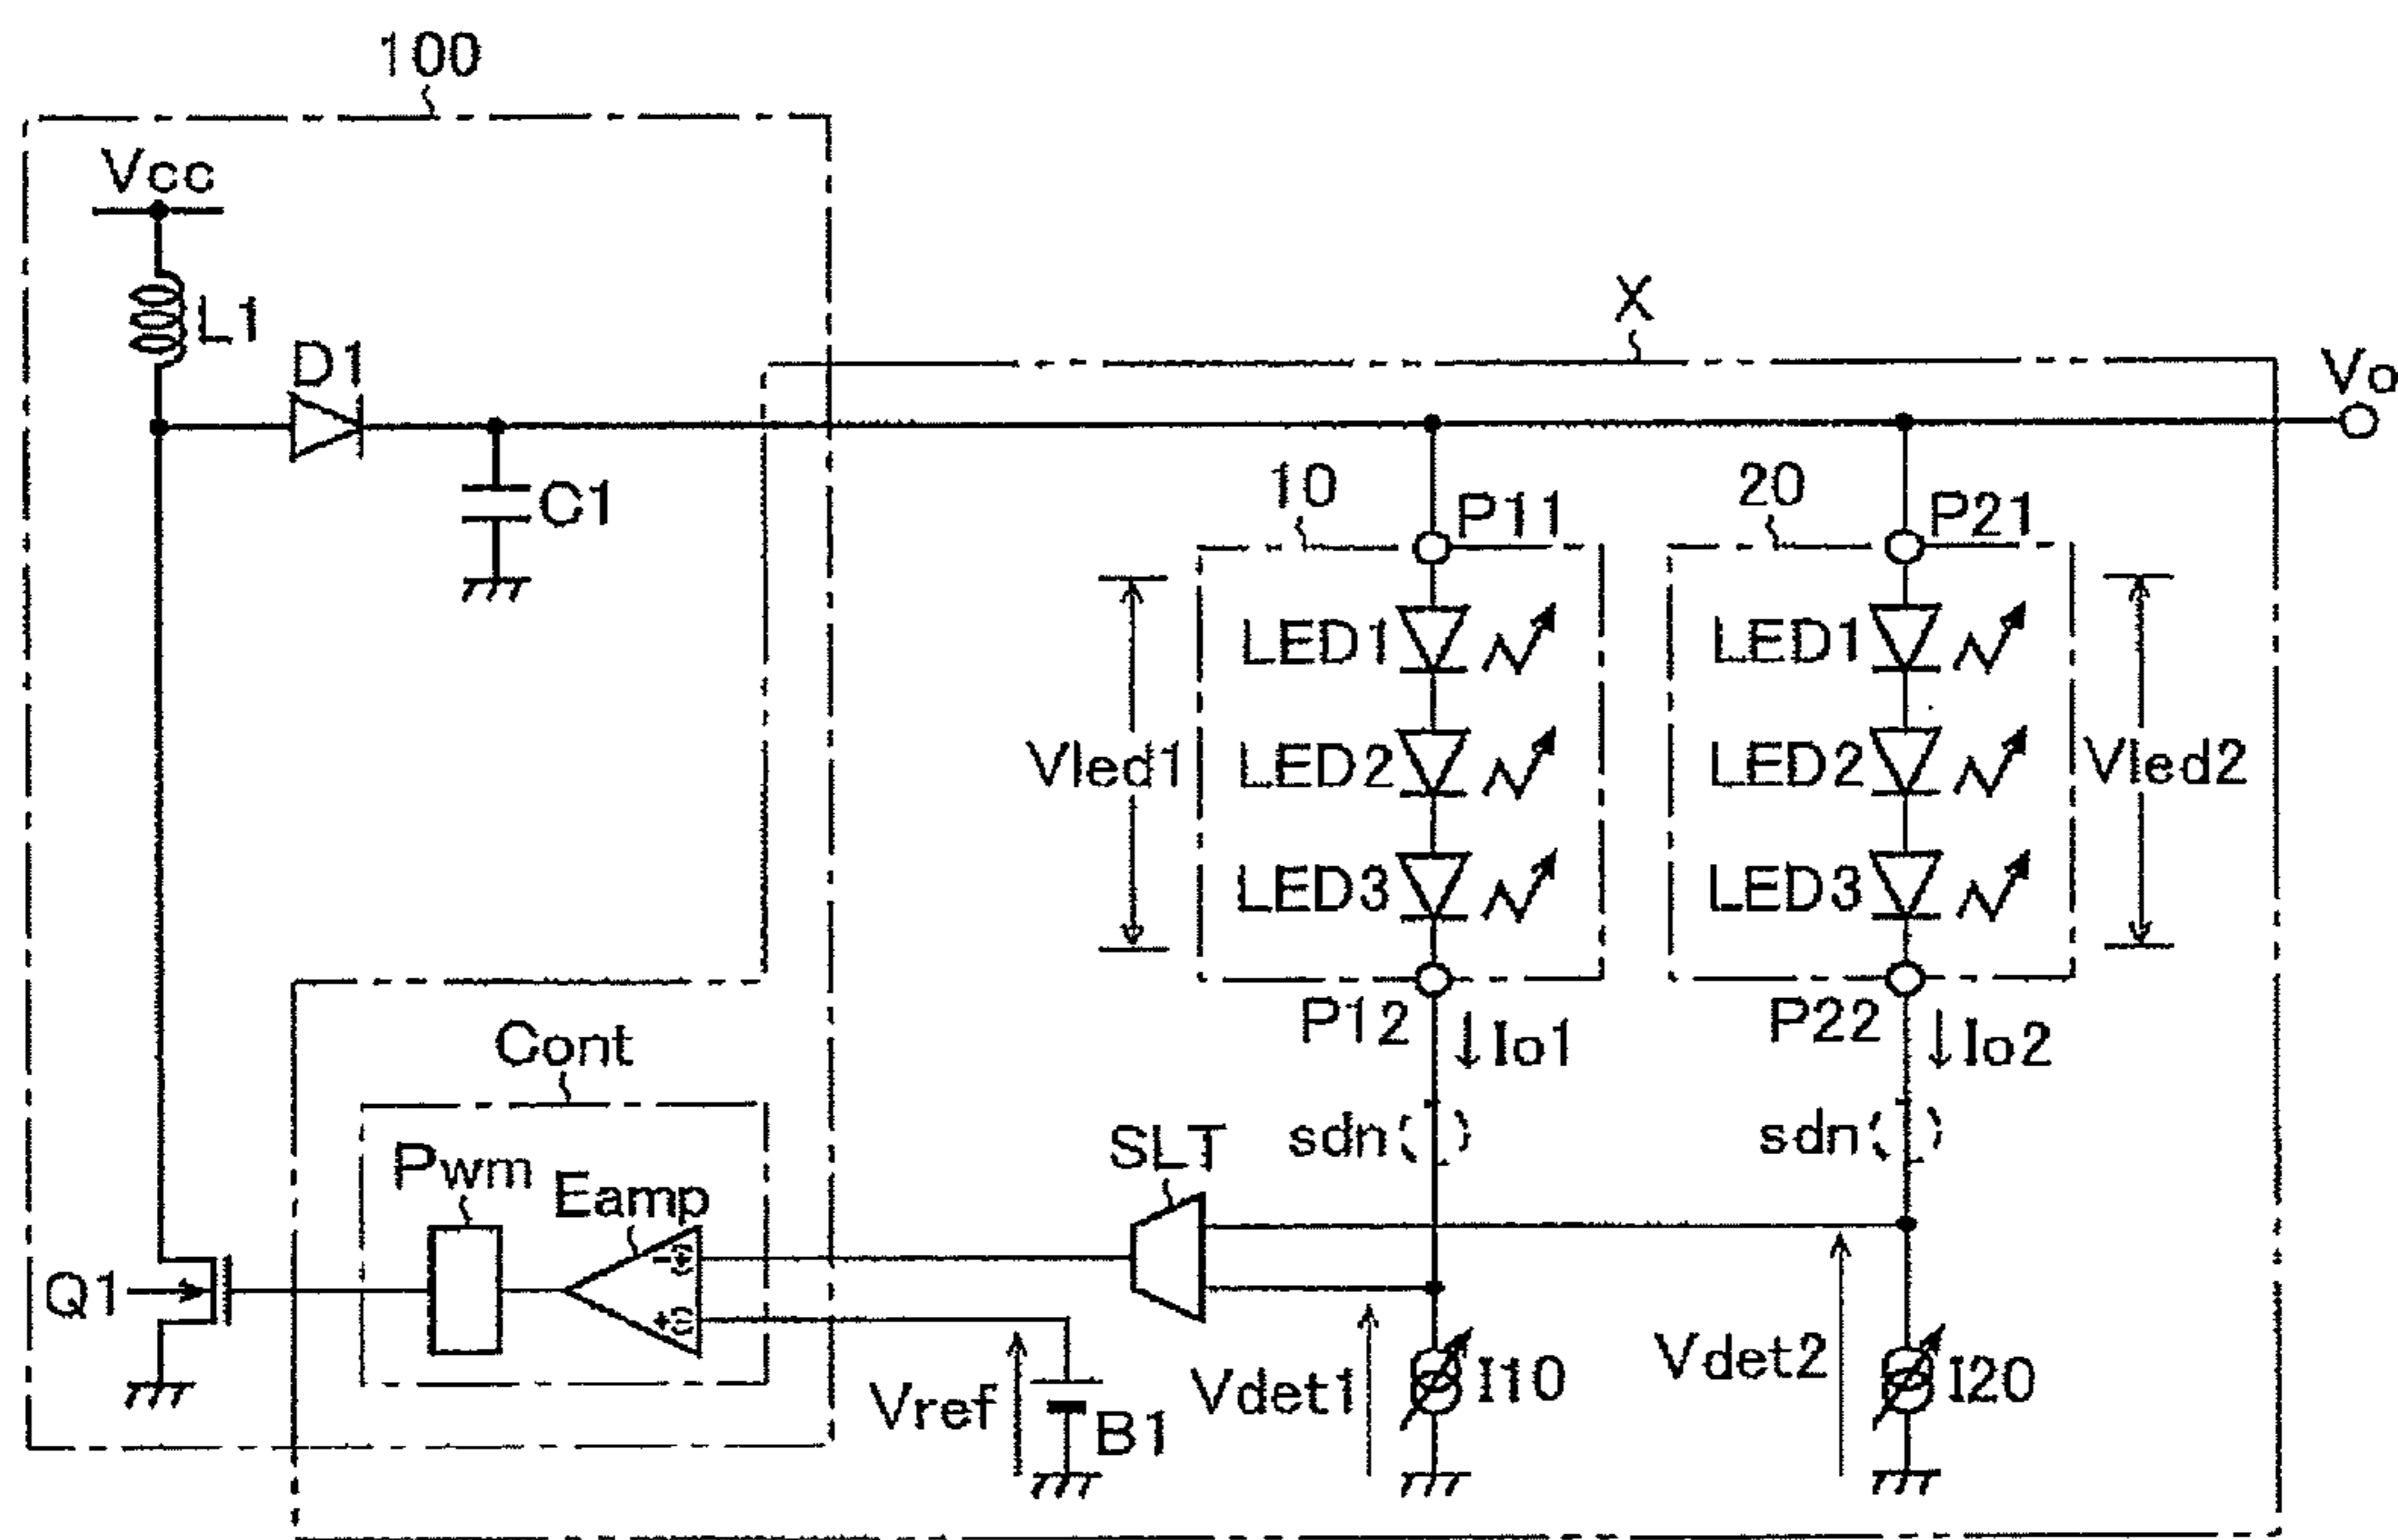 100
Vcc
L1
D1
C1
X
Vo
10
P11
20
P21
LED1
LED2
LED3
Vled1
LED1
LED2
LED3
Vled2
P12
Io1
P22
Io2
sdn
sdn
Cont
Pwm
Eamp
SLT
Q1
Vref
B1
Vdet1
I10
Vdet2
I20